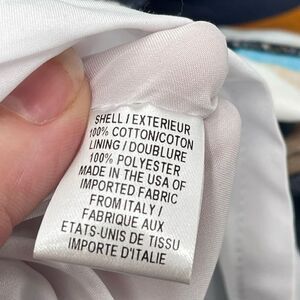 SHELL / EXTERIEUR
100% COTTON/COTON
LINING / DOUBLURE
100% POLYESTER
MADE IN THE USA OF
IMPORTED FABRIC
FROM ITALY /
FABRIQUE AUX
ETATS-UNIS DE TISSU
IMPORTE D'ITALIE